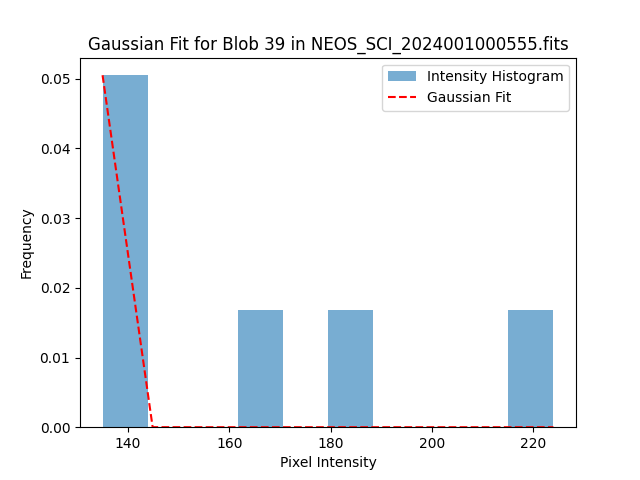 Gaussian Fit for Blob 39 in NEOS_SCI_2024001000555.fits
Intensity Histogram
Gaussian Fit
Frequency
0.05
0.04
0.03
0.02
0.01
0.00
140 160 180 200 220
Pixel Intensity